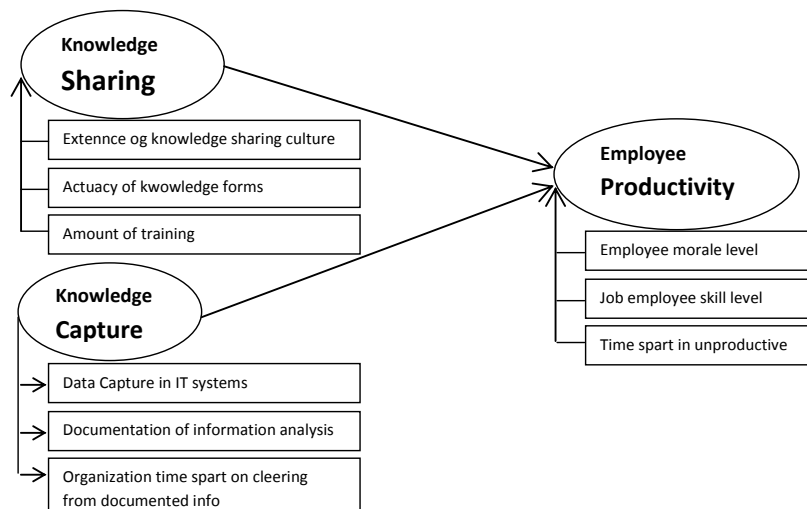 Knowledge
Sharing
Extennce og knowledge sharing culture
Actuacy of kwowledge forms
Amount of training
Knowledge
Capture
Data Capture in IT systems
Documentation of information analysis
Organization time spart on cleering
from documented info
Employee
Productivity
Employee morale level
Job employee skill level
Time spart in unproductive